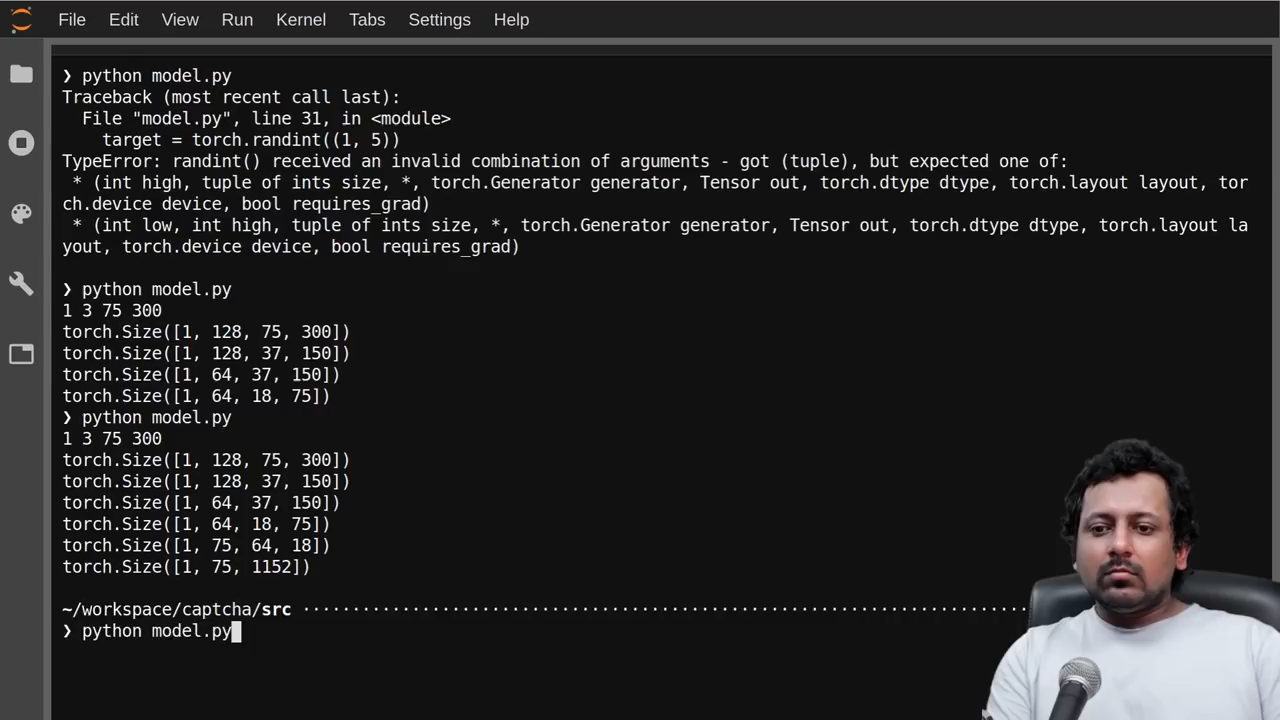 File Edit View Run Kernel Tabs Settings Help
❯ python model.py
Traceback (most recent call last):
  File "model.py", line 31, in <module>
    target = torch.randint((1, 5))
TypeError: randint() received an invalid combination of arguments - got (tuple), but expected one of:
 * (int high, tuple of ints size, *, torch.Generator generator, Tensor out, torch.dtype dtype, torch.layout layout, tor
ch.device device, bool requires_grad)
 * (int low, int high, tuple of ints size, *, torch.Generator generator, Tensor out, torch.dtype dtype, torch.layout la
yout, torch.device device, bool requires_grad)
❯ python model.py
1 3 75 300
torch.Size([1, 128, 75, 300])
torch.Size([1, 128, 37, 150])
torch.Size([1, 64, 37, 150])
torch.Size([1, 64, 18, 75])
❯ python model.py
1 3 75 300
torch.Size([1, 128, 75, 300])
torch.Size([1, 128, 37, 150])
torch.Size([1, 64, 37, 150])
torch.Size([1, 64, 18, 75])
torch.Size([1, 75, 64, 18])
torch.Size([1, 75, 1152])
~/workspace/captcha/src
❯ python model.py